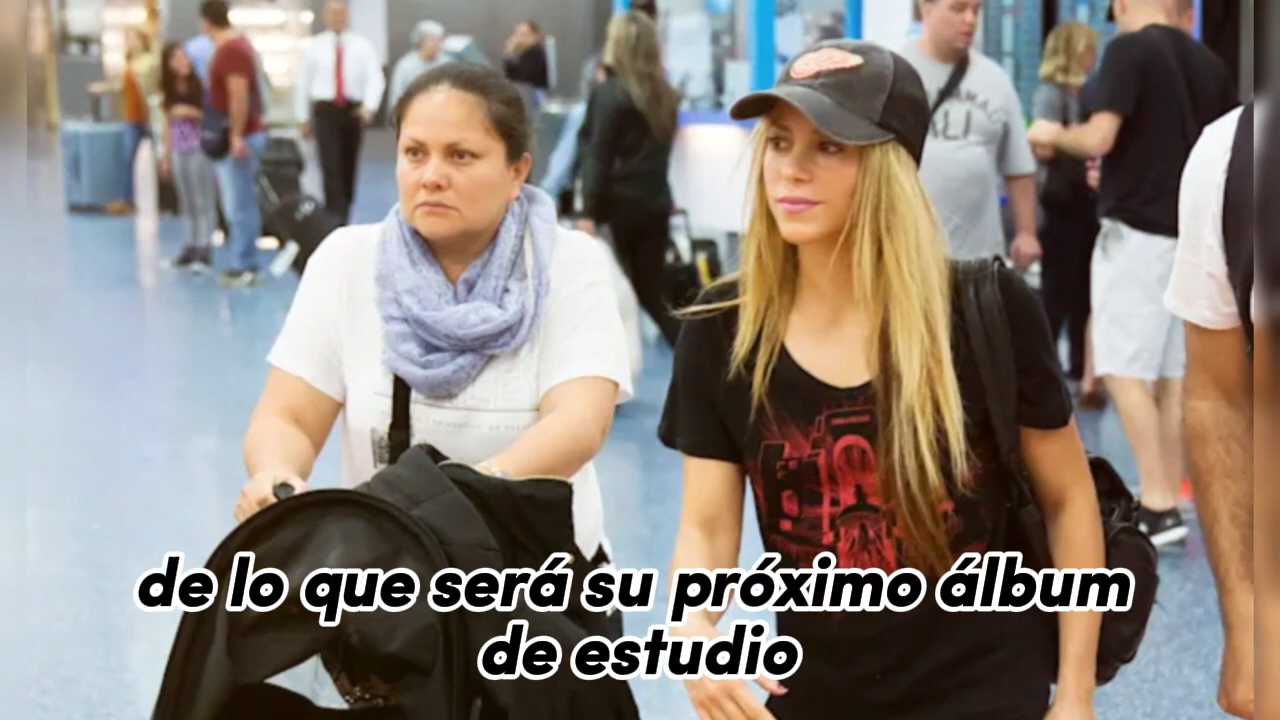 de lo que será su próximo álbum
de estudio